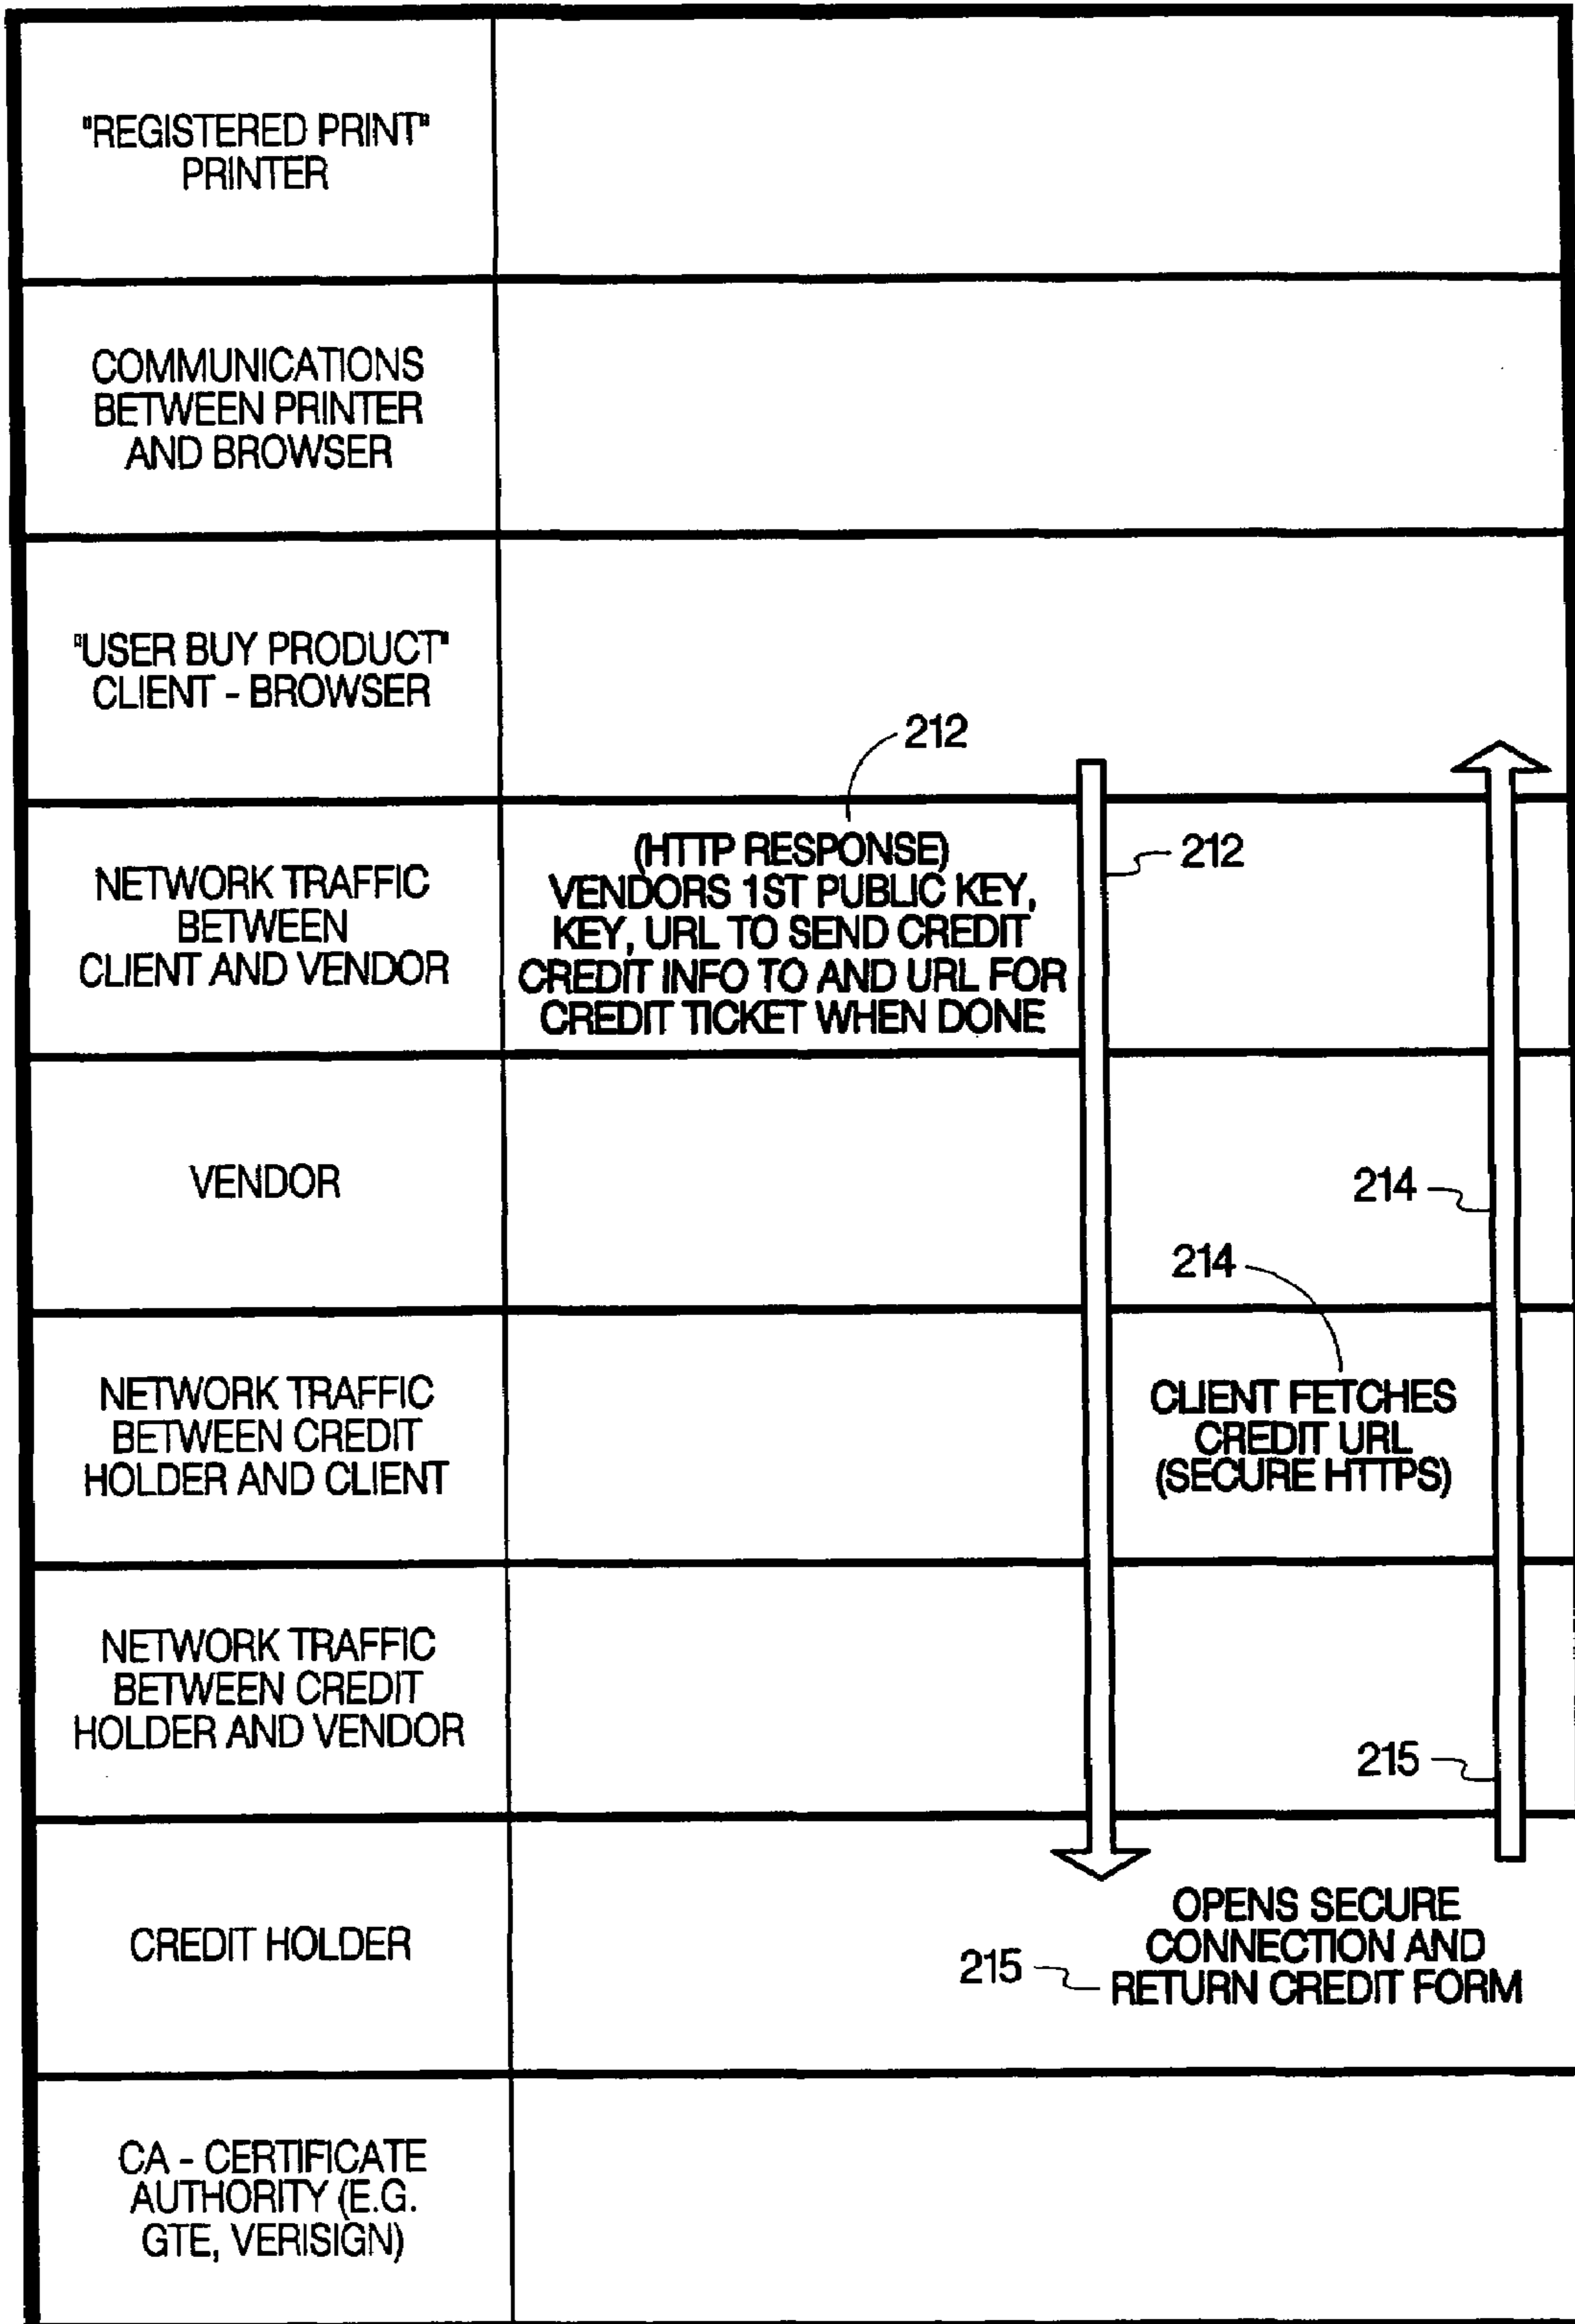 "REGISTERED PRINT"
PRINTER
COMMUNICATIONS
BETWEEN PRINTER
AND BROWSER
"USER BUY PRODUCT"
CLIENT - BROWSER
212
NETWORK TRAFFIC
BETWEEN
CLIENT AND VENDOR
(HTTP RESPONSE)
VENDORS 1ST PUBLIC KEY,
KEY, URL TO SEND CREDIT
CREDIT INFO TO AND URL FOR
CREDIT TICKET WHEN DONE
212
VENDOR
214
214
NETWORK TRAFFIC
BETWEEN CREDIT
HOLDER AND CLIENT
CLIENT FETCHES
CREDIT URL
(SECURE HTTPS)
NETWORK TRAFFIC
BETWEEN CREDIT
HOLDER AND VENDOR
215
CREDIT HOLDER
215
OPENS SECURE
CONNECTION AND
RETURN CREDIT FORM
CA - CERTIFICATE
AUTHORITY (E.G.
GTE, VERISIGN)